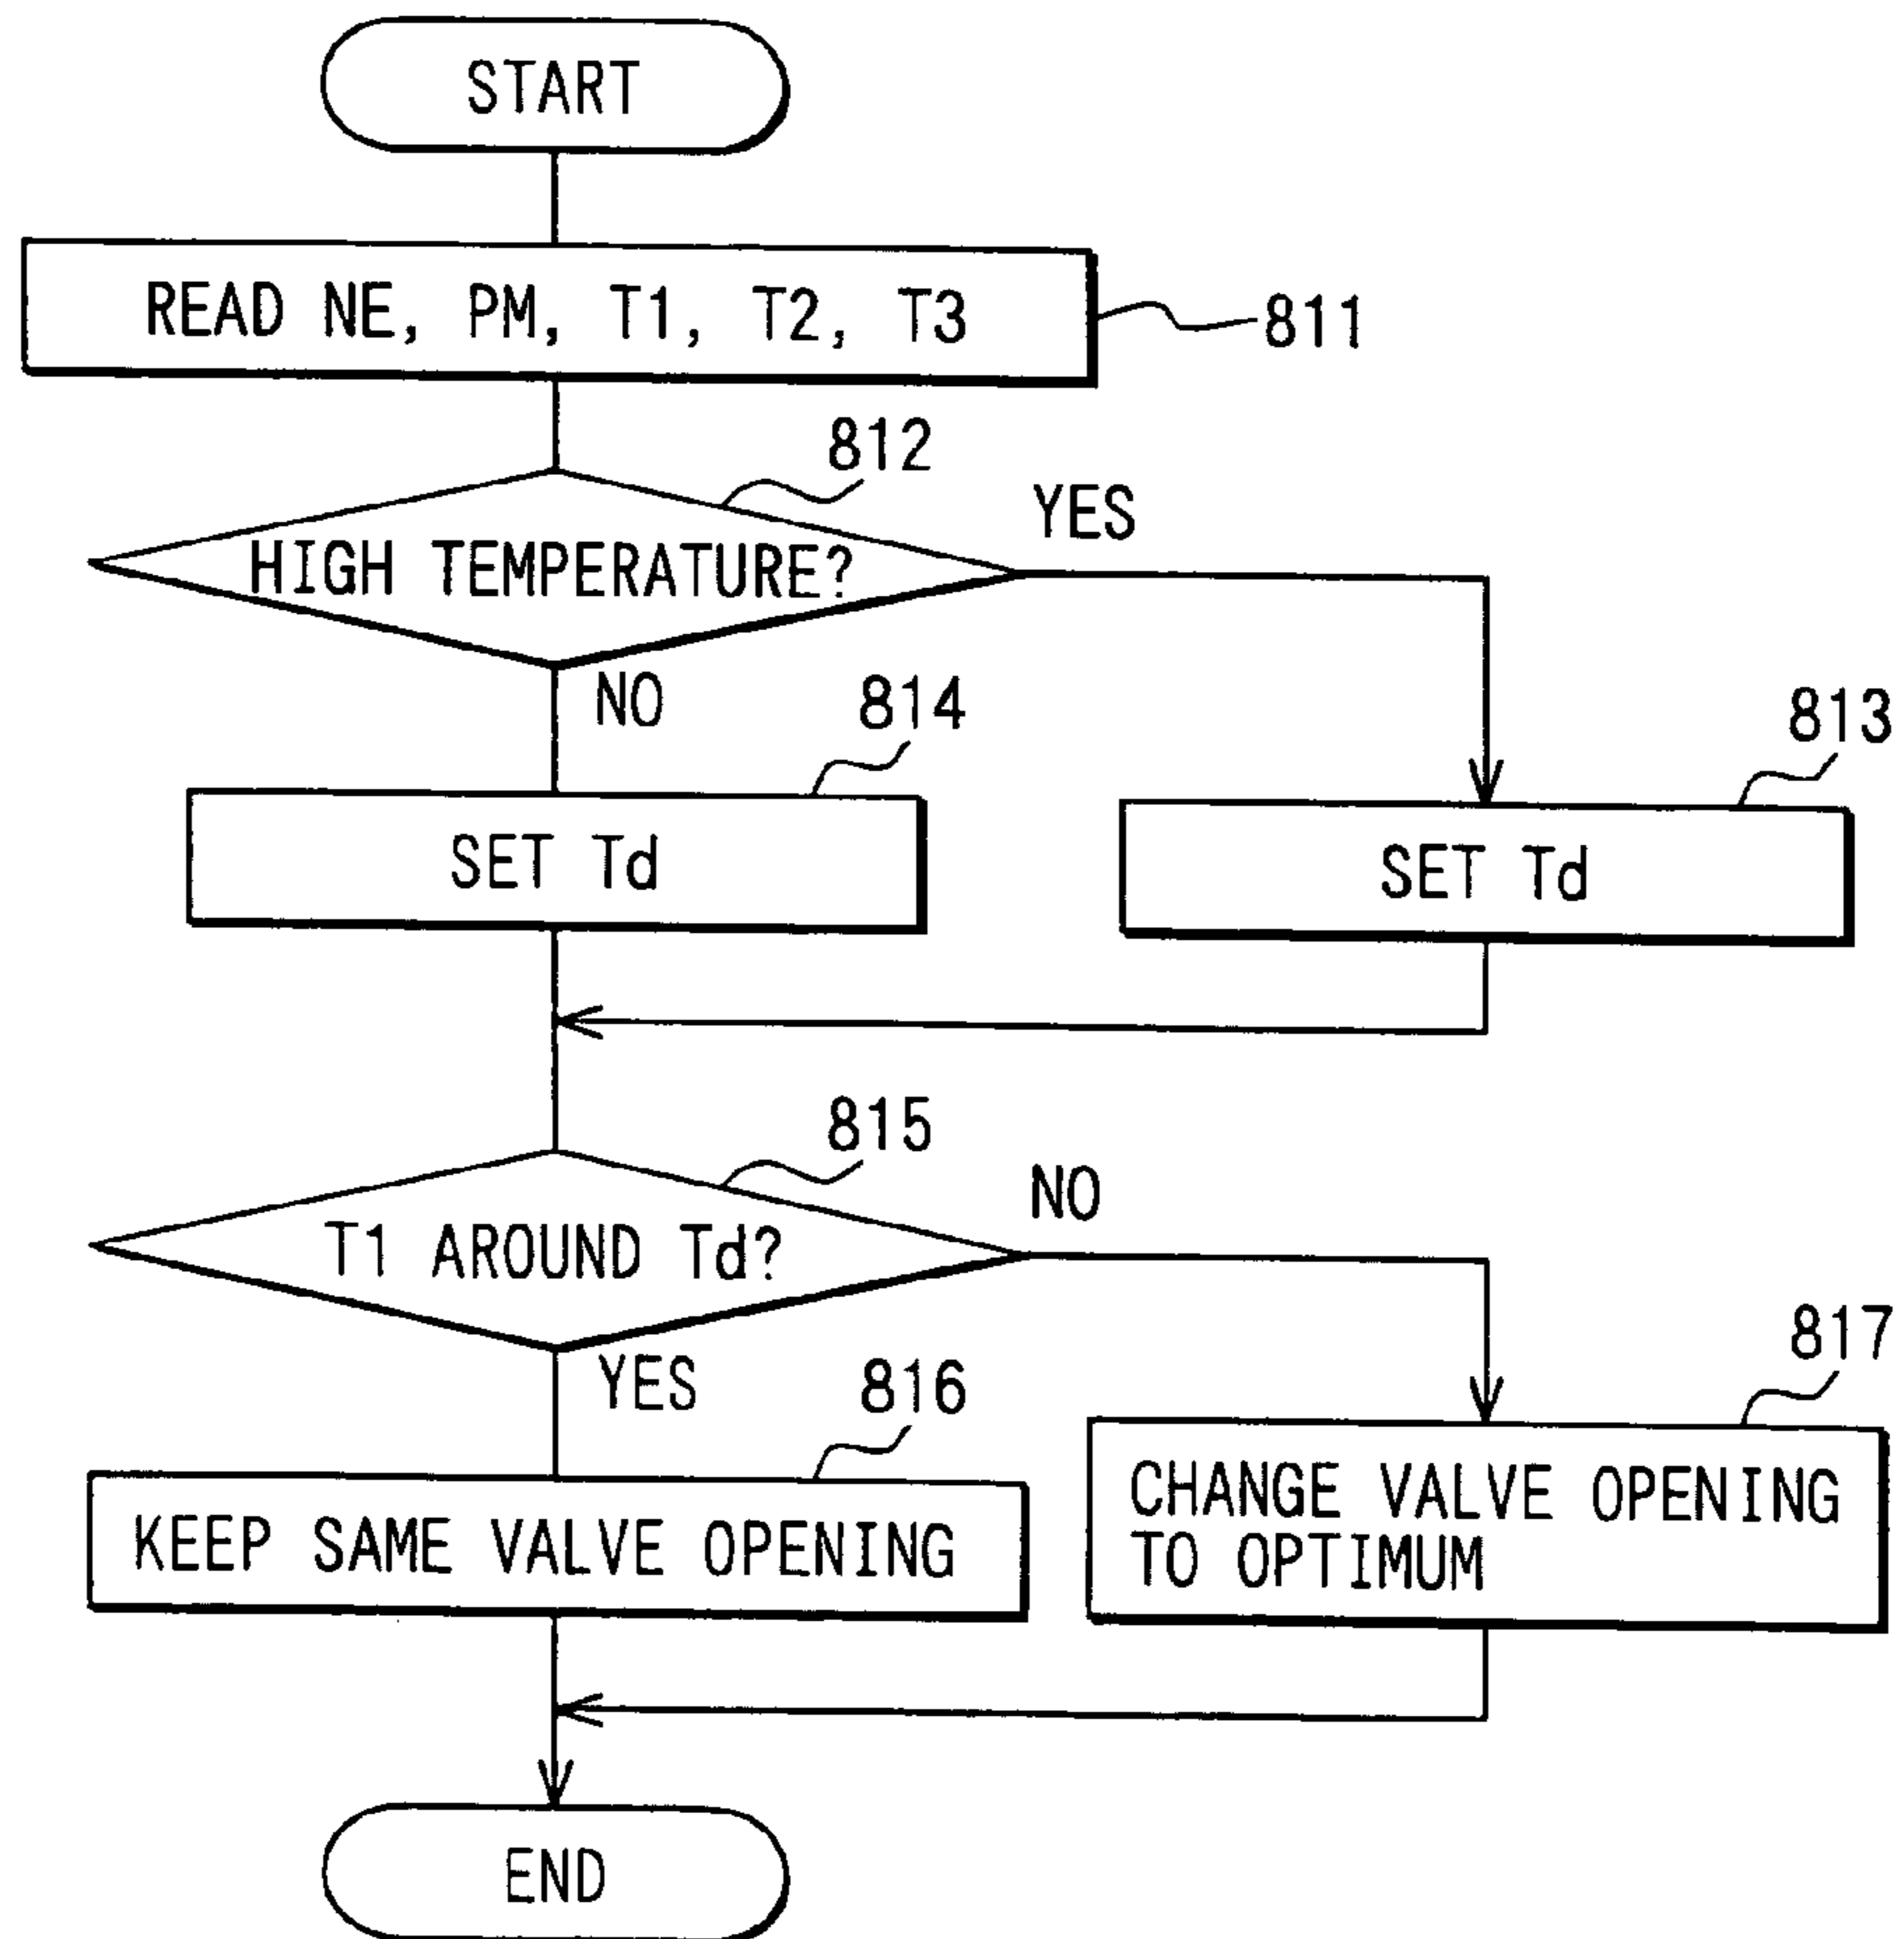 START
READ NE, PM, T1, T2, T3
811
812
YES
HIGH TEMPERATURE?
NO
814
813
SET Td
SET Td
815
NO
T1 AROUND Td?
817
YES
816
CHANGE VALVE OPENING
TO OPTIMUM
KEEP SAME VALVE OPENING
END